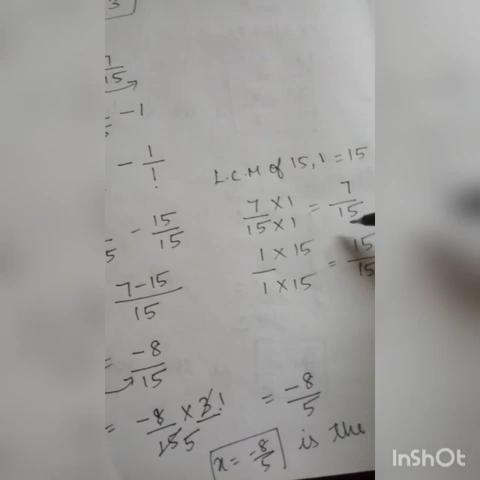 3
7/15
= -1
- 1/1
L.C.M of 15, 1 = 15
7 × 1 / 15 × 1 = 7/15
- 15/15
1 × 15 / 1 × 15 = 15/15
7-15 / 15
= -8/15
= -8/15 × 3 1 / 5 = -8/5
x = -8/5 is the
InShOt